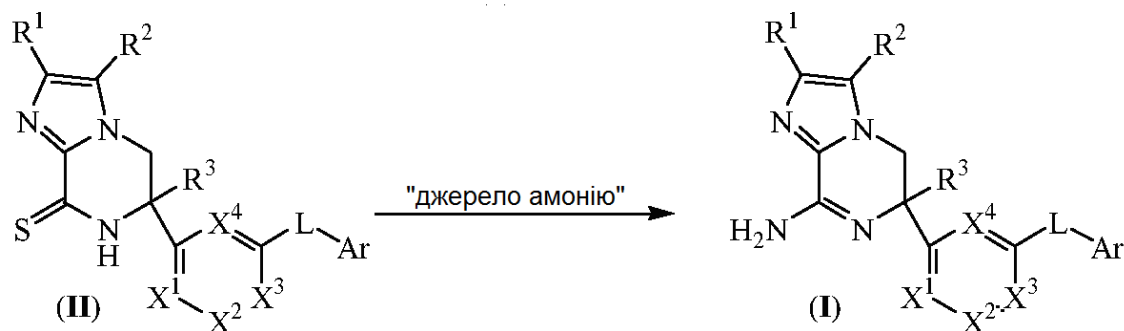 R¹ R² R¹ R²
N N N N
R³ "джерело амонію" R³
S N H X⁴ L Ar H₂N N X⁴ L Ar
(II) X¹ X² X³ (I) X¹ X² X³